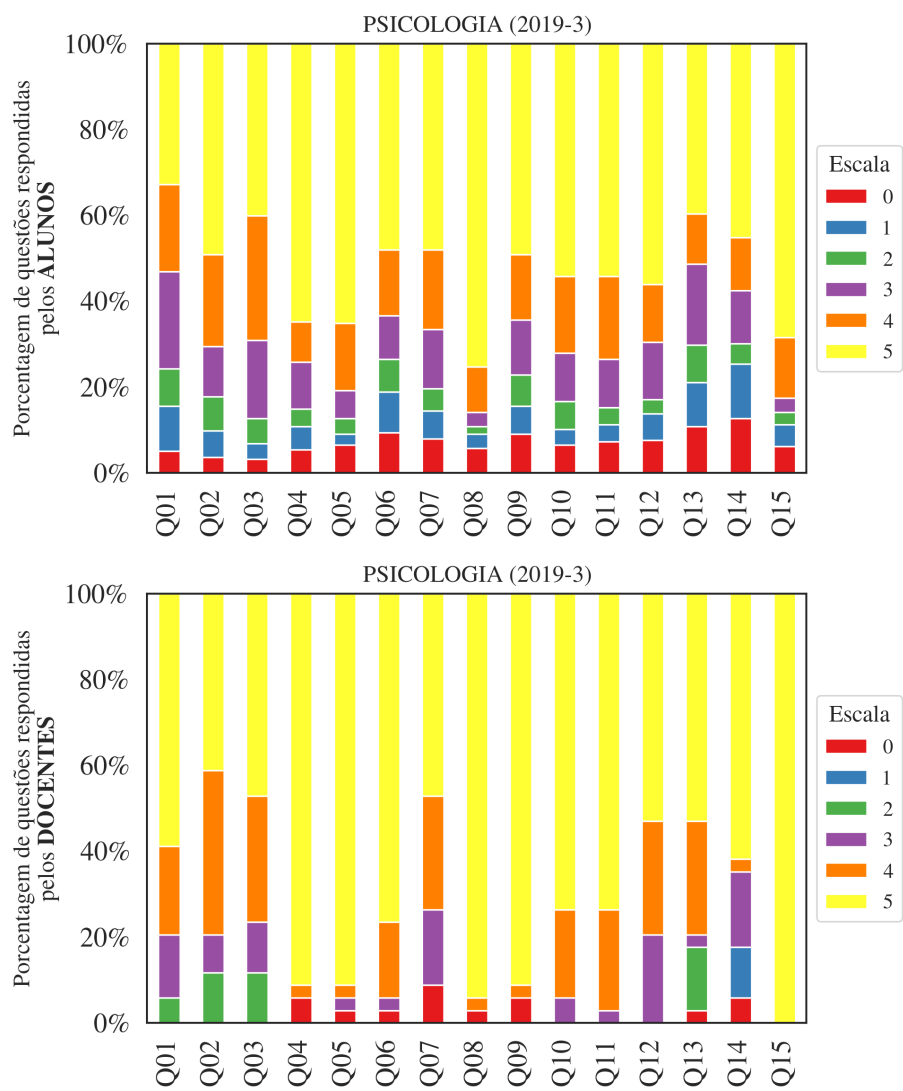 PSICOLOGIA (2019-3)
Porcentagem de questões respondidas
pelos ALUNOS
100%
80%
60%
40%
20%
0%
Q01 Q02 Q03 Q04 Q05 Q06 Q07 Q08 Q09 Q10 Q11 Q12 Q13 Q14 Q15
Escala
0
1
2
3
4
5
PSICOLOGIA (2019-3)
Porcentagem de questões respondidas
pelos DOCENTES
100%
80%
60%
40%
20%
0%
Q01 Q02 Q03 Q04 Q05 Q06 Q07 Q08 Q09 Q10 Q11 Q12 Q13 Q14 Q15
Escala
0
1
2
3
4
5